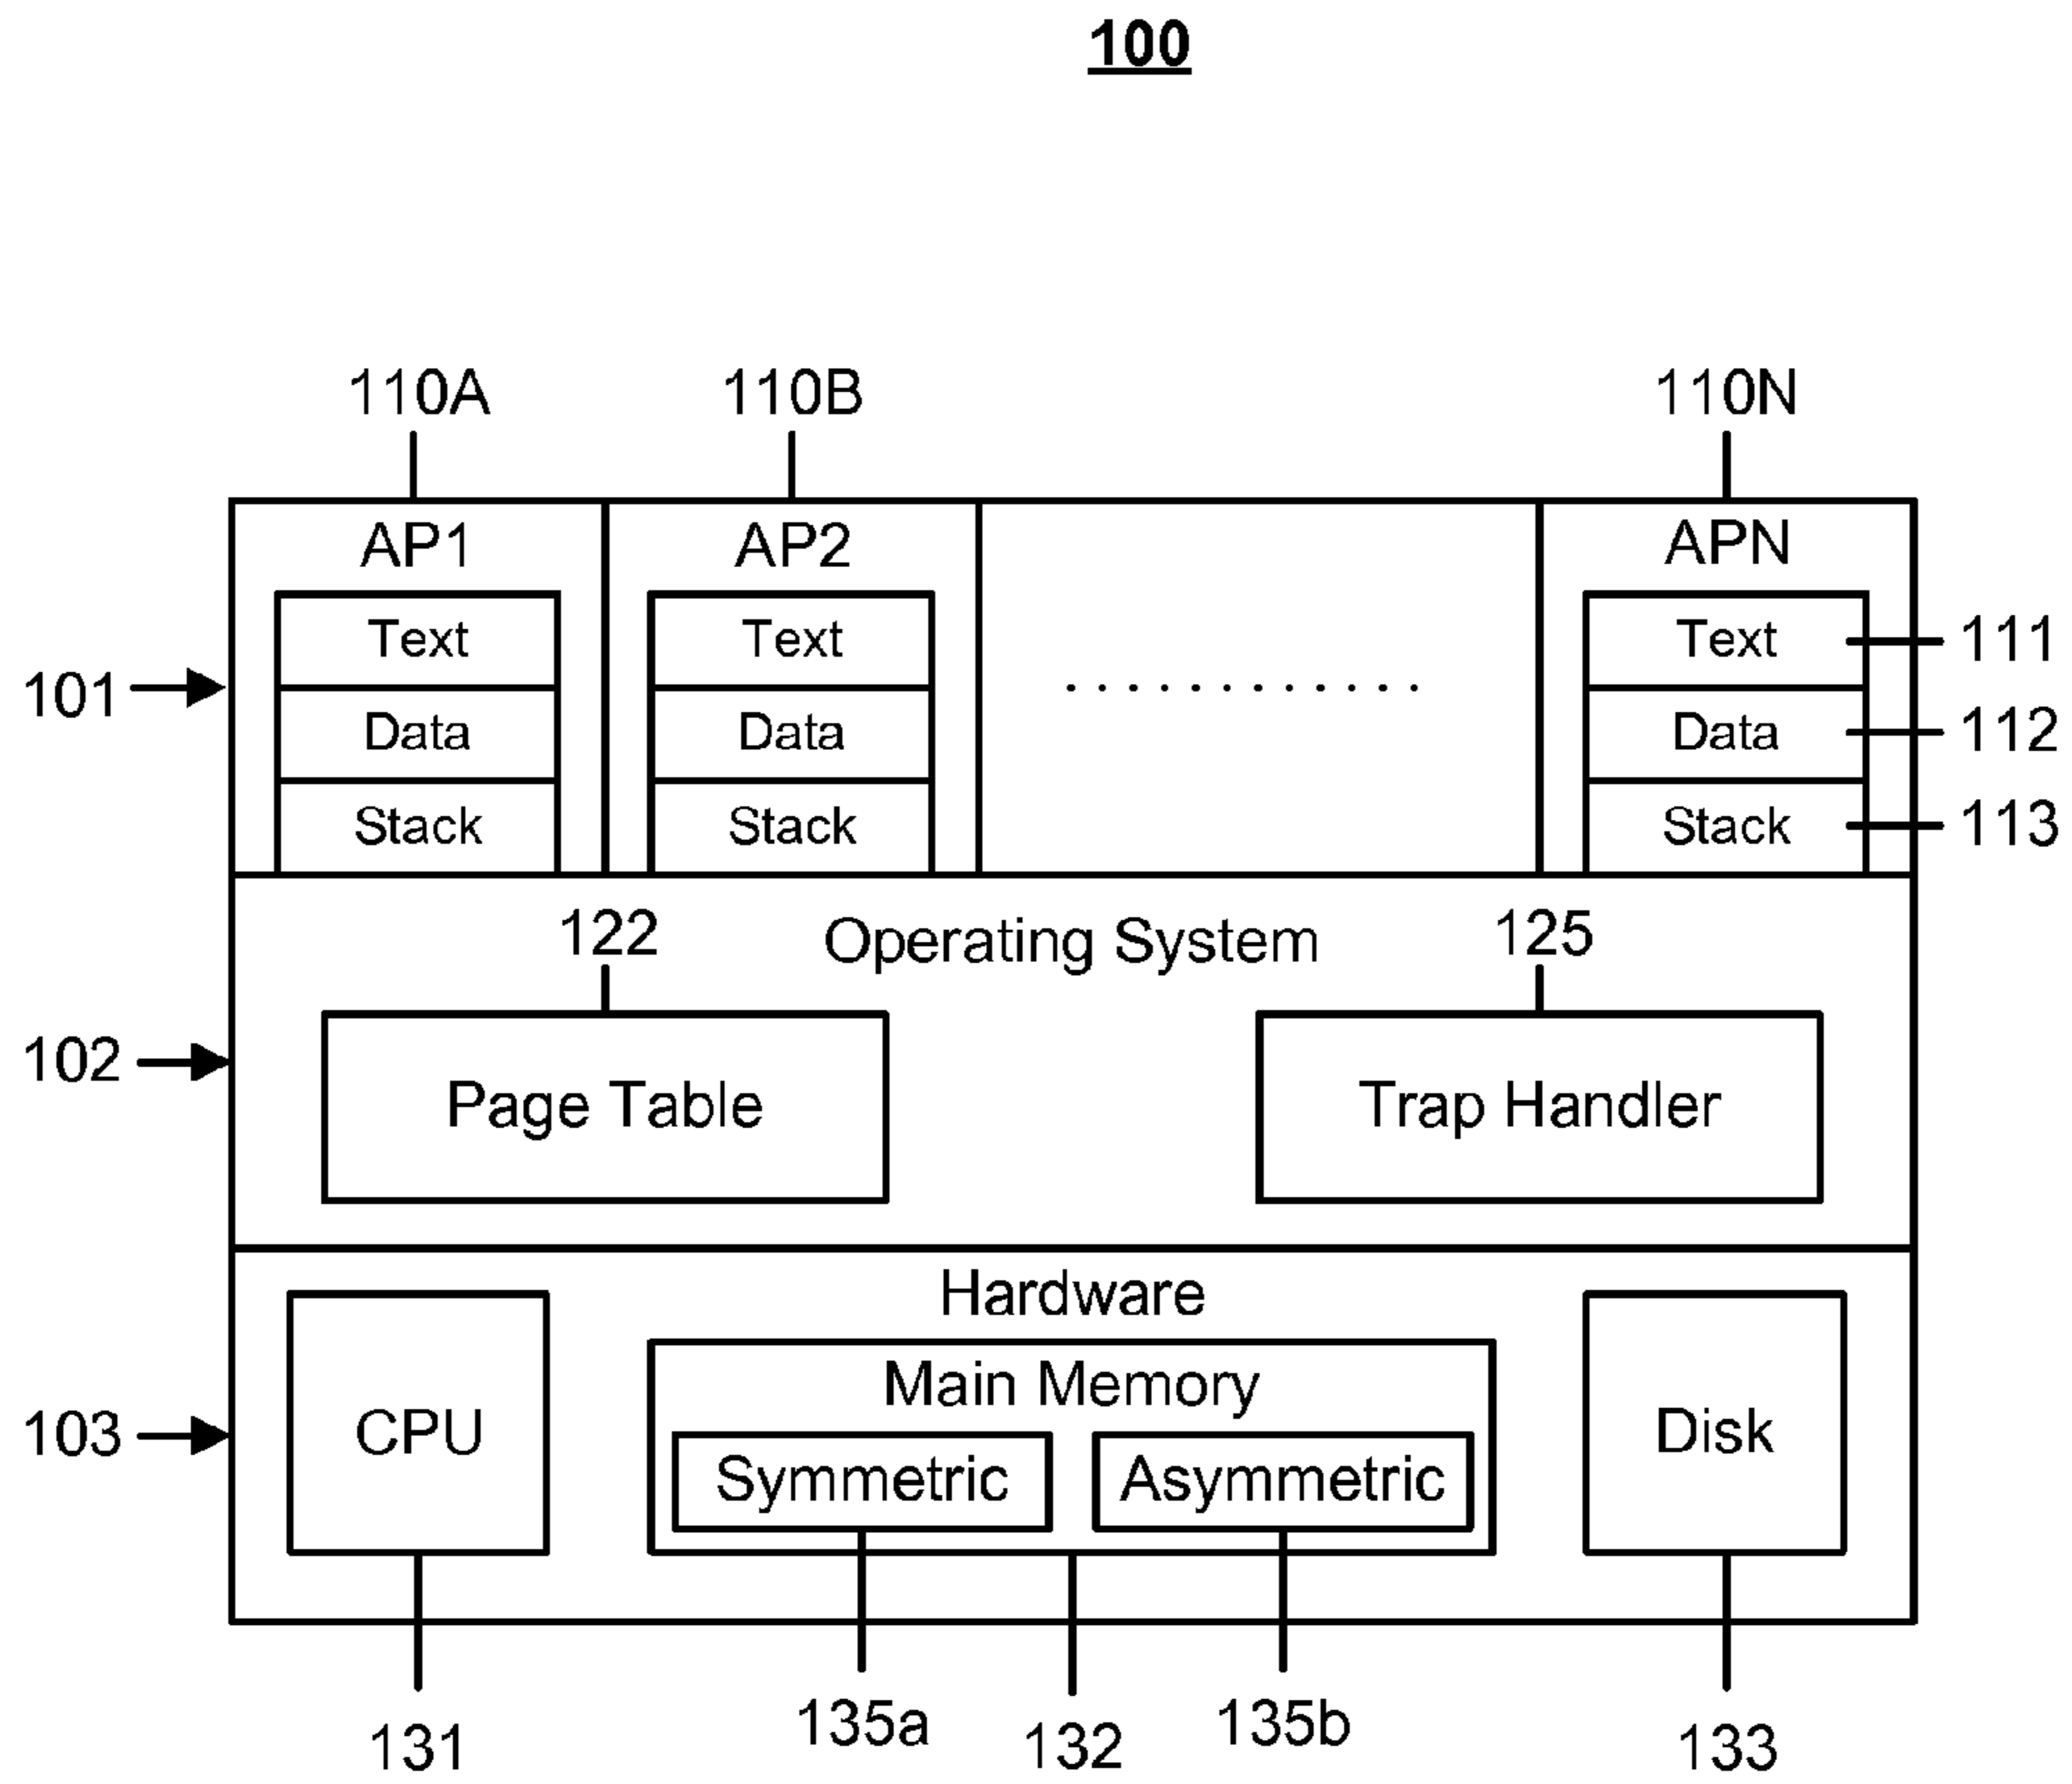 100
110A 110B 110N
AP1 AP2 APN
Text Text Text 111
101 ............
Data Data Data 112
Stack Stack Stack 113
122 Operating System 125
102 Page Table Trap Handler
Hardware
Main Memory
103 CPU Symmetric Asymmetric Disk
131 135a 132 135b 133